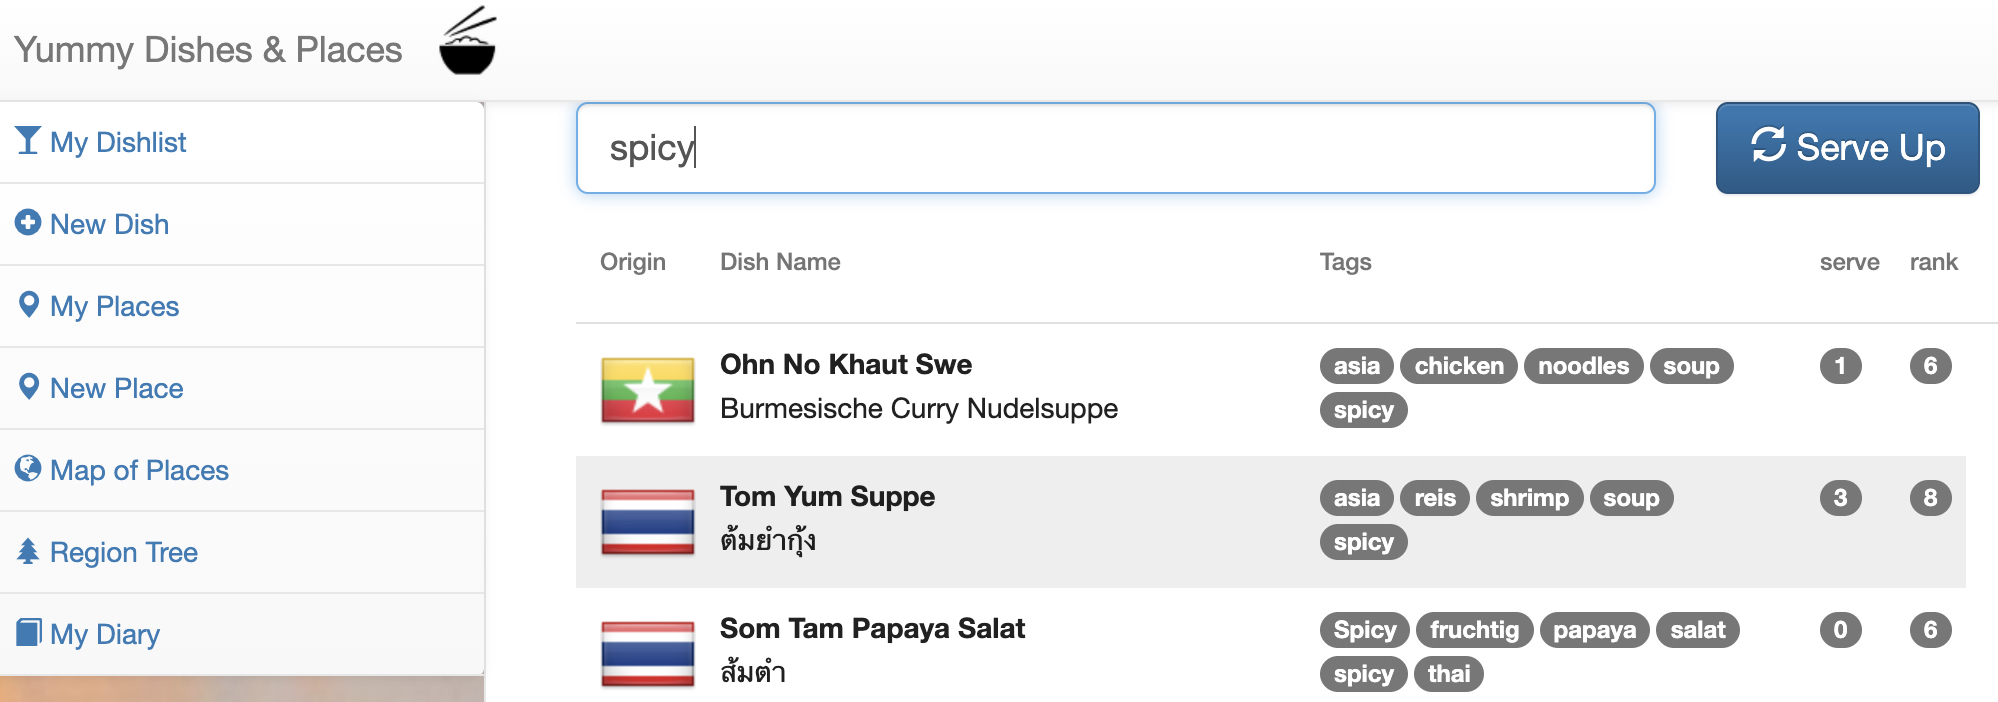 Yummy Dishes & Places
My Dishlist
New Dish
My Places
New Place
Map of Places
Region Tree
My Diary
spicy
Serve Up
Origin Dish Name Tags serve rank
Ohn No Khaut Swe asia chicken noodles soup 1 6
Burmesische Curry Nudelsuppe spicy
Tom Yum Suppe asia reis shrimp soup 3 8
ต้มยำกุ้ง spicy
Som Tam Papaya Salat Spicy fruchtig papaya salat 0 6
ส้มตำ spicy thai